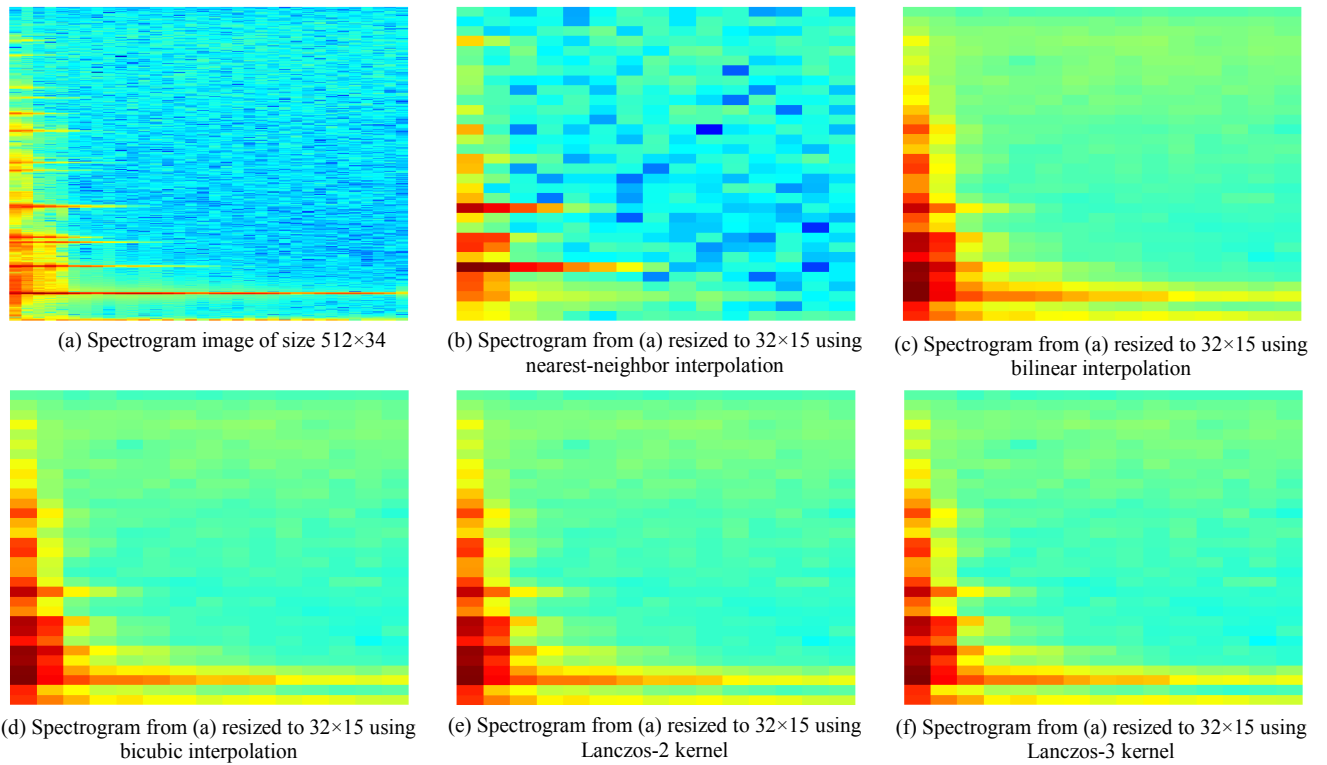 (a) Spectrogram image of size 512×34
(b) Spectrogram from (a) resized to 32×15 using
nearest-neighbor interpolation
(c) Spectrogram from (a) resized to 32×15 using
bilinear interpolation
(d) Spectrogram from (a) resized to 32×15 using
bicubic interpolation
(e) Spectrogram from (a) resized to 32×15 using
Lanczos-2 kernel
(f) Spectrogram from (a) resized to 32×15 using
Lanczos-3 kernel